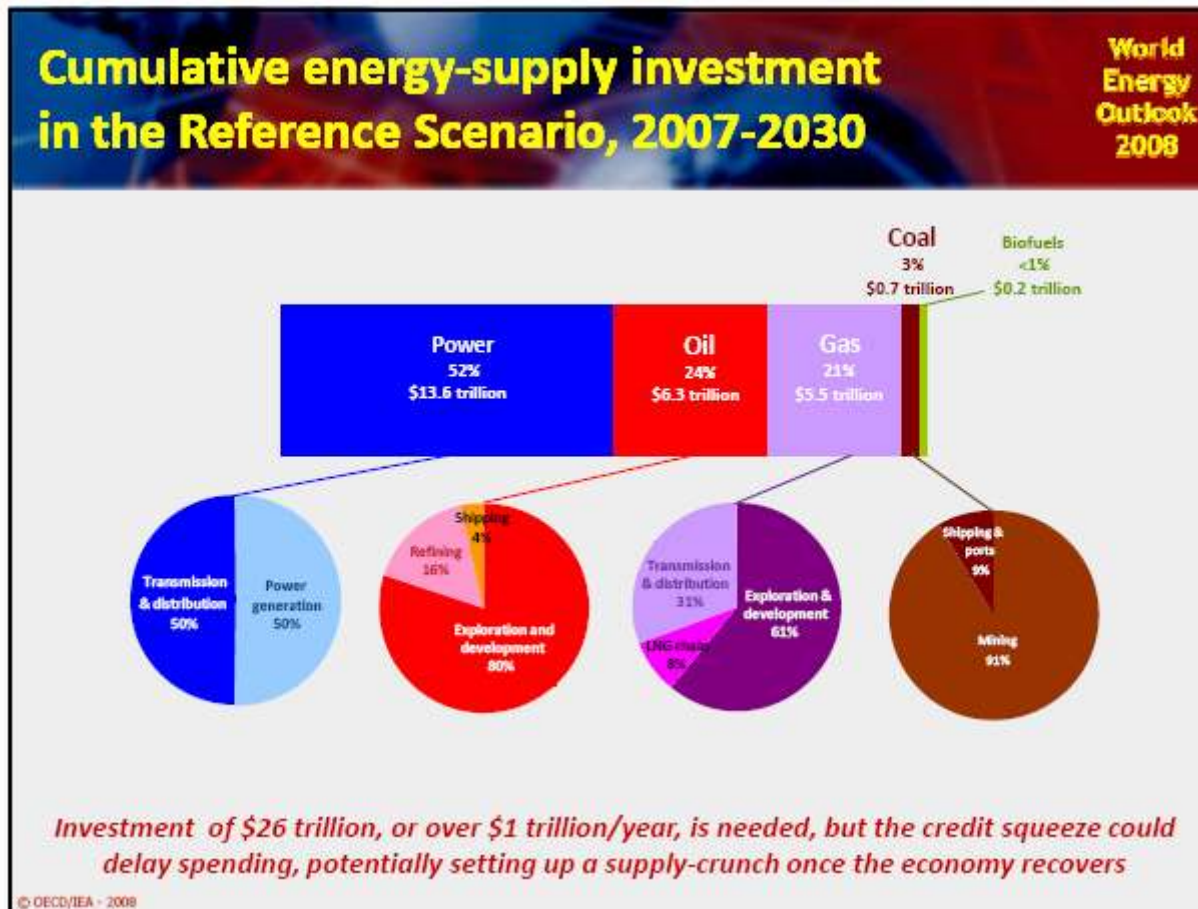 Cumulative energy-supply investment
in the Reference Scenario, 2007-2030
World
Energy
Outlook
2008
Coal
3%
$0.7 trillion
Biofuels
<1%
$0.2 trillion
Power
52%
$13.6 trillion
Oil
24%
$6.3 trillion
Gas
21%
$5.5 trillion
Transmission
& distribution
50%
Power
generation
50%
Shipping
4%
Refining
16%
Exploration and
development
80%
Transmission
& distribution
31%
Exploration &
development
61%
LNG chain
8%
Shipping &
ports
9%
Mining
91%
Investment of $26 trillion, or over $1 trillion/year, is needed, but the credit squeeze could
delay spending, potentially setting up a supply-crunch once the economy recovers
© OECD/IEA - 2008